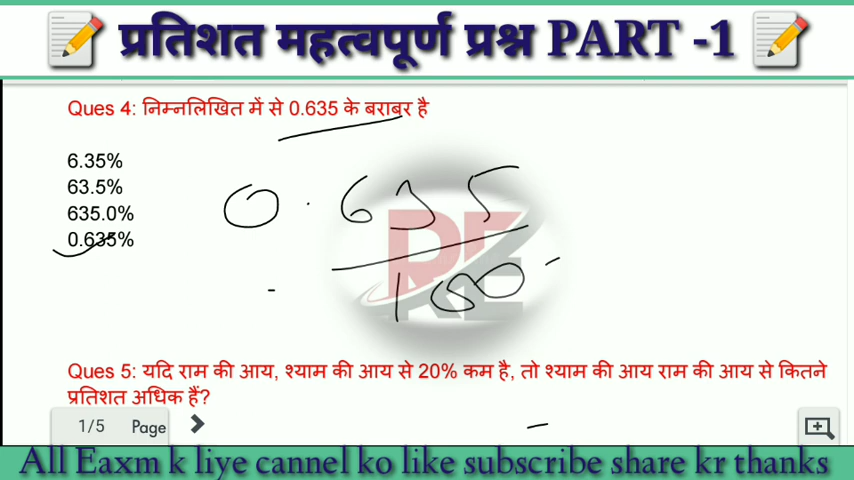 प्रतिशत महत्वपूर्ण प्रश्न PART -1
Ques 4: निम्नलिखित में से 0.635 के बराबर है
6.35%
63.5%
635.0%
0.635%
0.635
100
RE
Ques 5: यदि राम की आय, श्याम की आय से 20% कम है, तो श्याम की आय राम की आय से कितने
प्रतिशत अधिक हैं?
1/5 Page
All Eaxm k liye cannel ko like subscribe share kr thanks